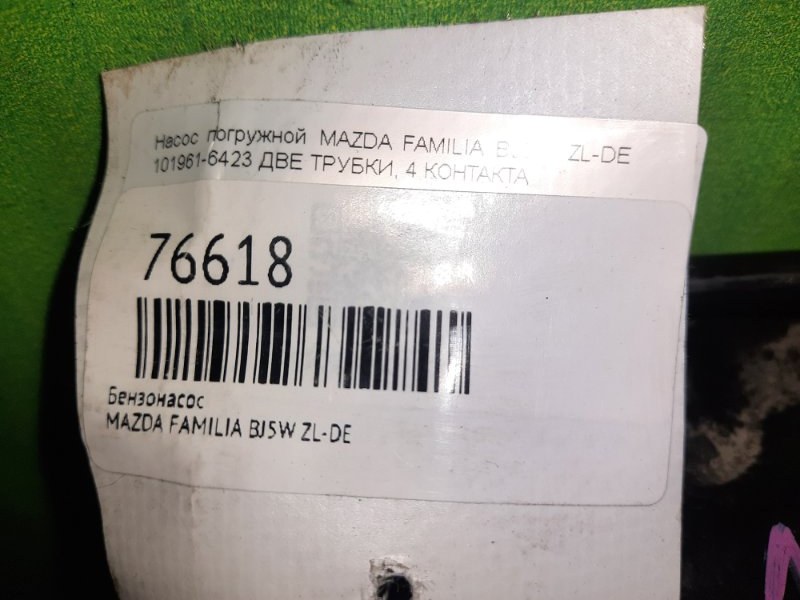 Насос погружной MAZDA FAMILIA ZL-DE
101961-6423 ДВЕ ТРУБКИ, 4 КОНТАКТА
76618
Бензонасос
MAZDA FAMILIA BJ5W ZL-DE